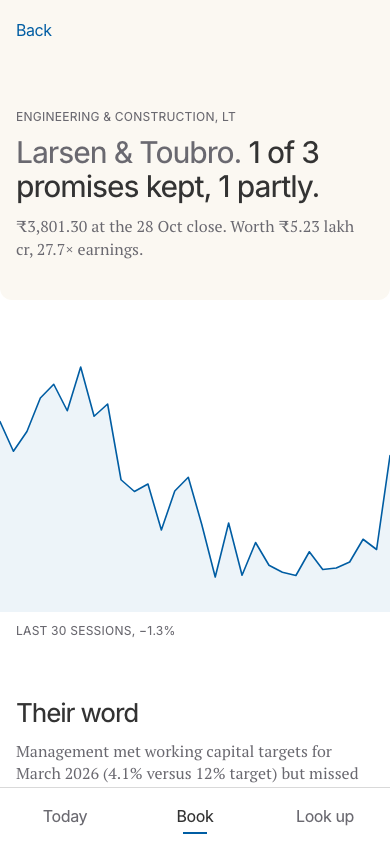 Back
ENGINEERING & CONSTRUCTION, LT
Larsen & Toubro. 1 of 3
promises kept, 1 partly.
₹3,801.30 at the 28 Oct close. Worth ₹5.23 lakh
cr, 27.7× earnings.
LAST 30 SESSIONS, −1.3%
Their word
Management met working capital targets for
March 2026 (4.1% versus 12% target) but missed
Today
Book
Look up